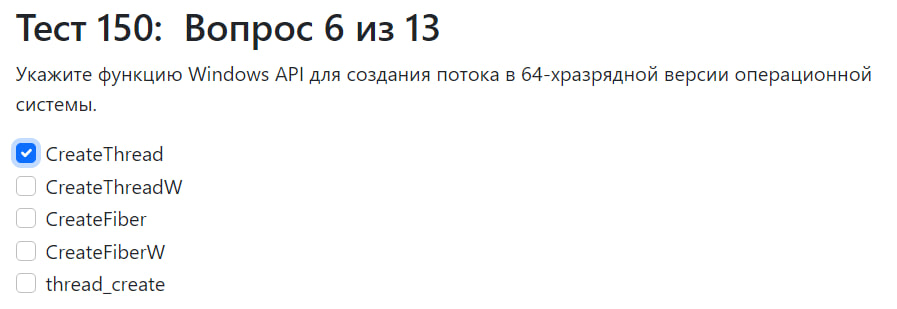 Тест 150: Вопрос 6 из 13
Укажите функцию Windows API для создания потока в 64-хразрядной версии операционной
системы.
CreateThread
CreateThreadW
CreateFiber
CreateFiberW
thread_create